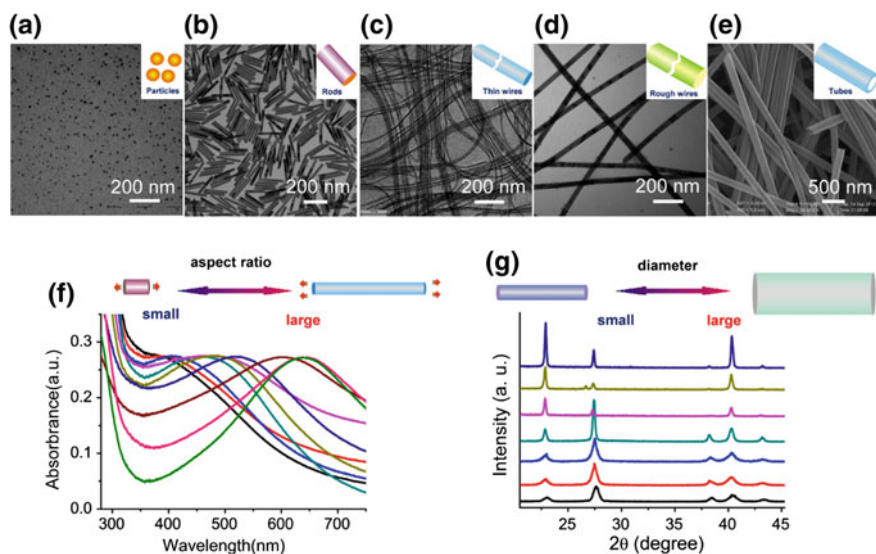 (a) (b) (c) (d) (e)
Particles Rods Thin wires Rough wires Tubes
200 nm 200 nm 200 nm 200 nm 500 nm
(f) aspect ratio
small large
Absorbrance(a.u.)
0.3
0.2
0.1
0.0
300 400 500 600 700
Wavelength(nm)
(g) diameter
small large
Intensity (a. u.)
25 30 35 40 45
2θ (degree)